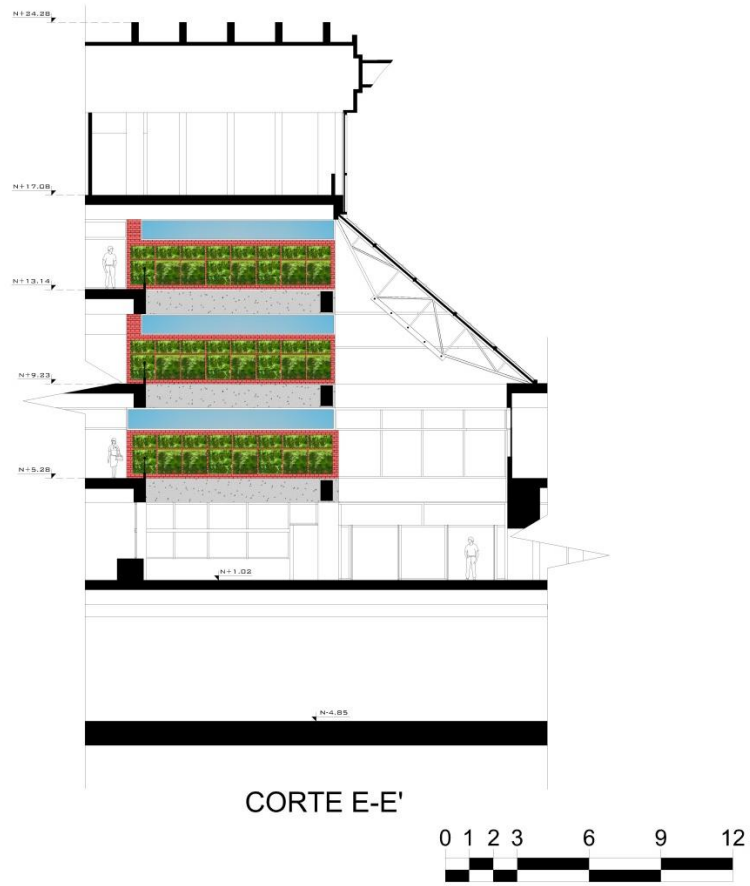 N+24.28
N+17.08
N+13.14
N+9.23
N+5.28
N+1.02
N-4.85
CORTE E-E'
0 1 2 3 6 9 12